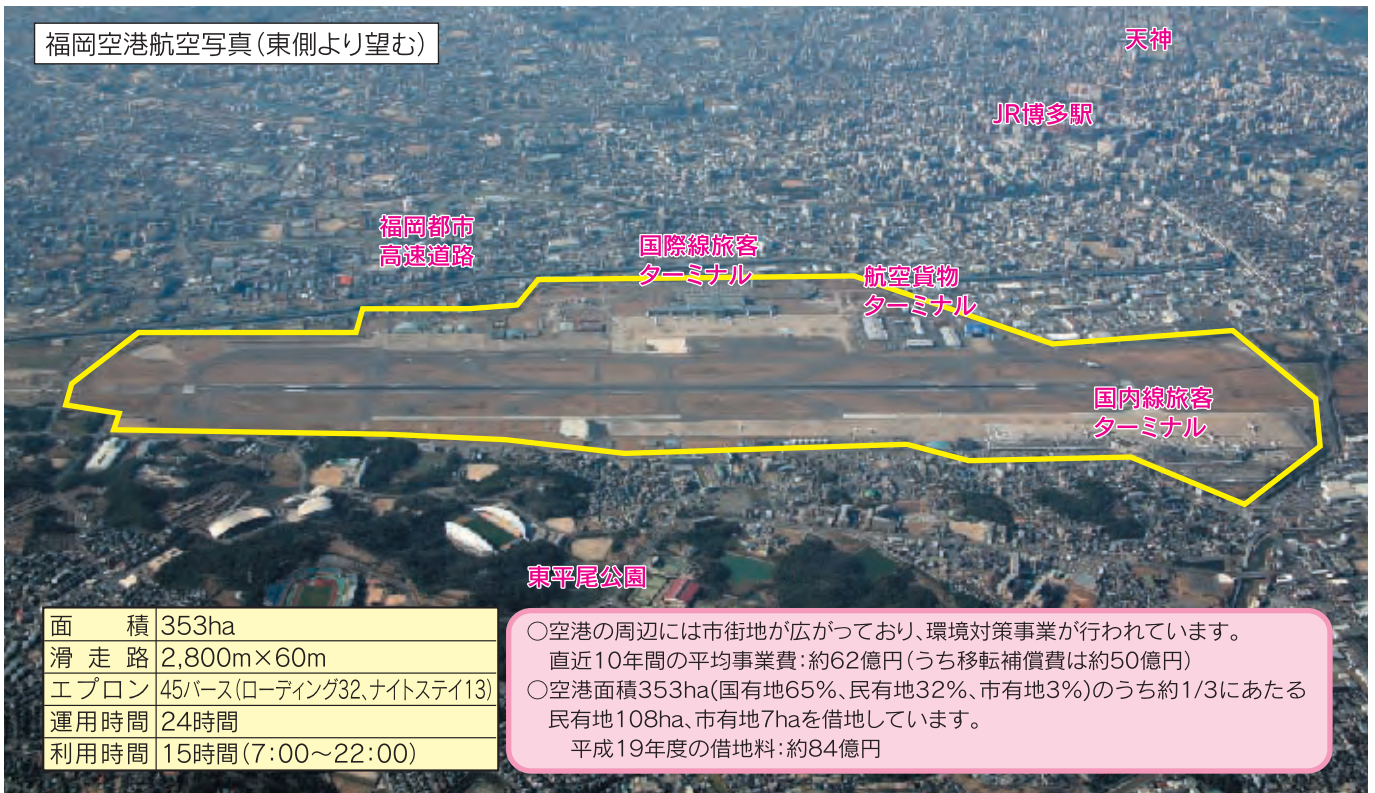 福岡空港航空写真（東側より望む）
天神
JR博多駅
福岡都市
高速道路
国際線旅客
ターミナル
航空貨物
ターミナル
国内線旅客
ターミナル
東平尾公園
面積 353ha
滑走路 2,800m×60m
エプロン 45バース（ローディング32、ナイトステイ13）
運用時間 24時間
利用時間 15時間（7：00～22：00）
○空港の周辺には市街地が広がっており、環境対策事業が行われています。
直近10年間の平均事業費：約62億円（うち移転補償費は約50億円）
○空港面積353ha(国有地65%、民有地32%、市有地3%)のうち約1/3にあたる
民有地108ha、市有地7haを借地しています。
平成19年度の借地料：約84億円